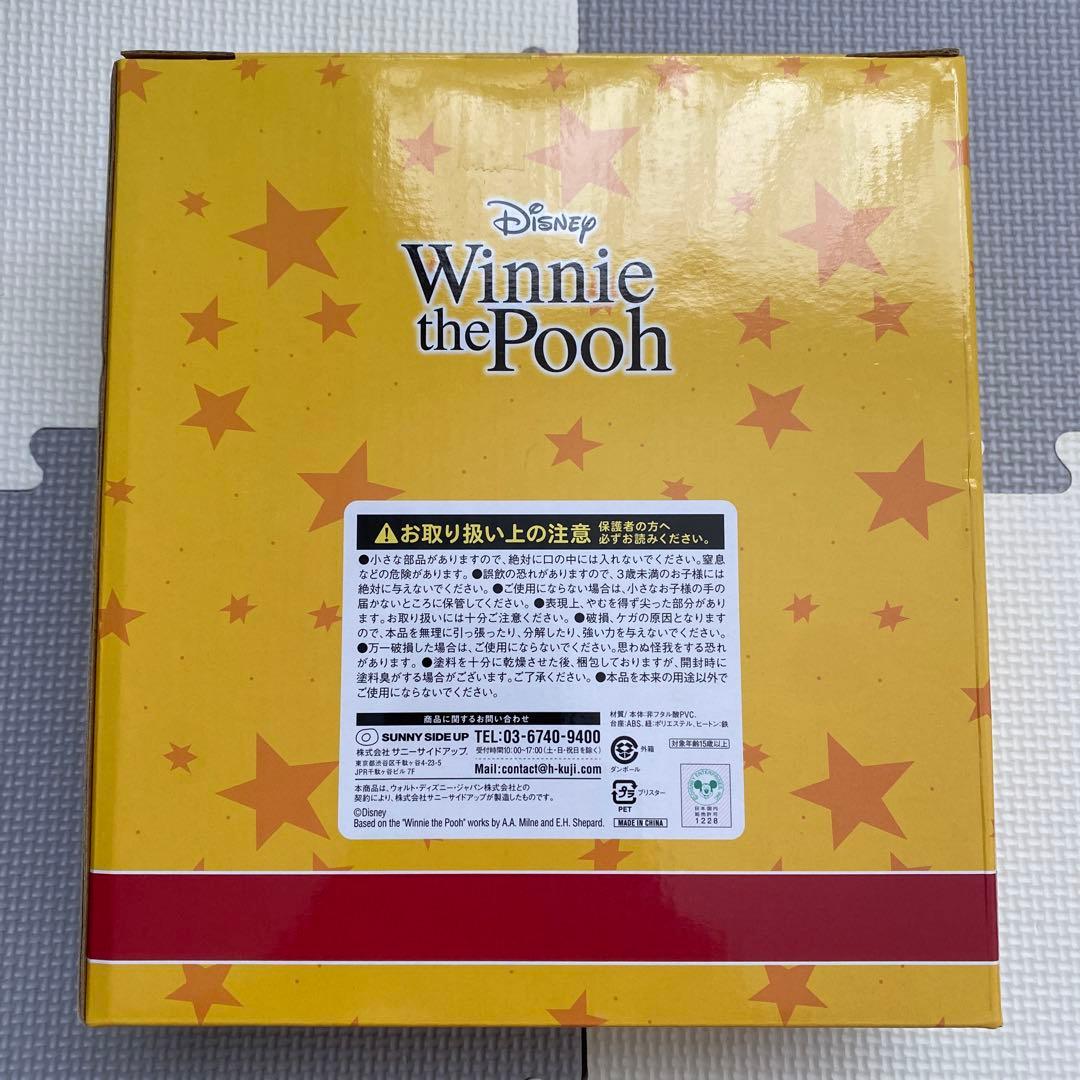 Disney
Winnie
the Pooh
お取り扱い上の注意 保護者の方へ
必ずお読みください。
●小さな部品がありますので、絶対に口の中には入れないでください。窒息
などの危険があります。●誤飲の恐れがありますので、3歳未満のお子様には
絶対に与えないでください。●ご使用にならない場合は、小さなお子様の手の
届かないところに保管してください。●表現上、やむを得ず尖った部分があり
ます。お取り扱いには十分ご注意ください。●破損、ケガの原因となります
ので、本品を無理に引っ張ったり、分解したり、強い力を与えないでください。
●万一破損した場合は、ご使用にならないでください。思わぬ怪我をする恐れ
があります。●塗料を十分に乾燥させた後、梱包しておりますが、開封時に
塗料臭がする場合がございます。ご了承ください。●本品を本来の用途以外で
ご使用にならないでください。
商品に関するお問い合わせ
SUNNY SIDE UP
株式会社 サニーサイドアップ
東京都渋谷区千駄ヶ谷4-23-5
JPR千駄ヶ谷ビル 7F
TEL:03-6740-9400
受付時間10:00~17:00(土・日・祝日を除く)
Mail:contact@h-kuji.com
本商品は、ウォルト・ディズニー・ジャパン株式会社との
契約により、株式会社サニーサイドアップが製造したものです。
©Disney
Based on the "Winnie the Pooh" works by A.A. Milne and E.H. Shepard.
材質/本体:非フタル酸PVC.
台座:ABS. 紐:ポリエステル, ヒートン:鉄
外箱
ダンボール
対象年齢15歳以上
プラ
ブリスター
PET
MADE IN CHINA
日本国内
販売許可
1228